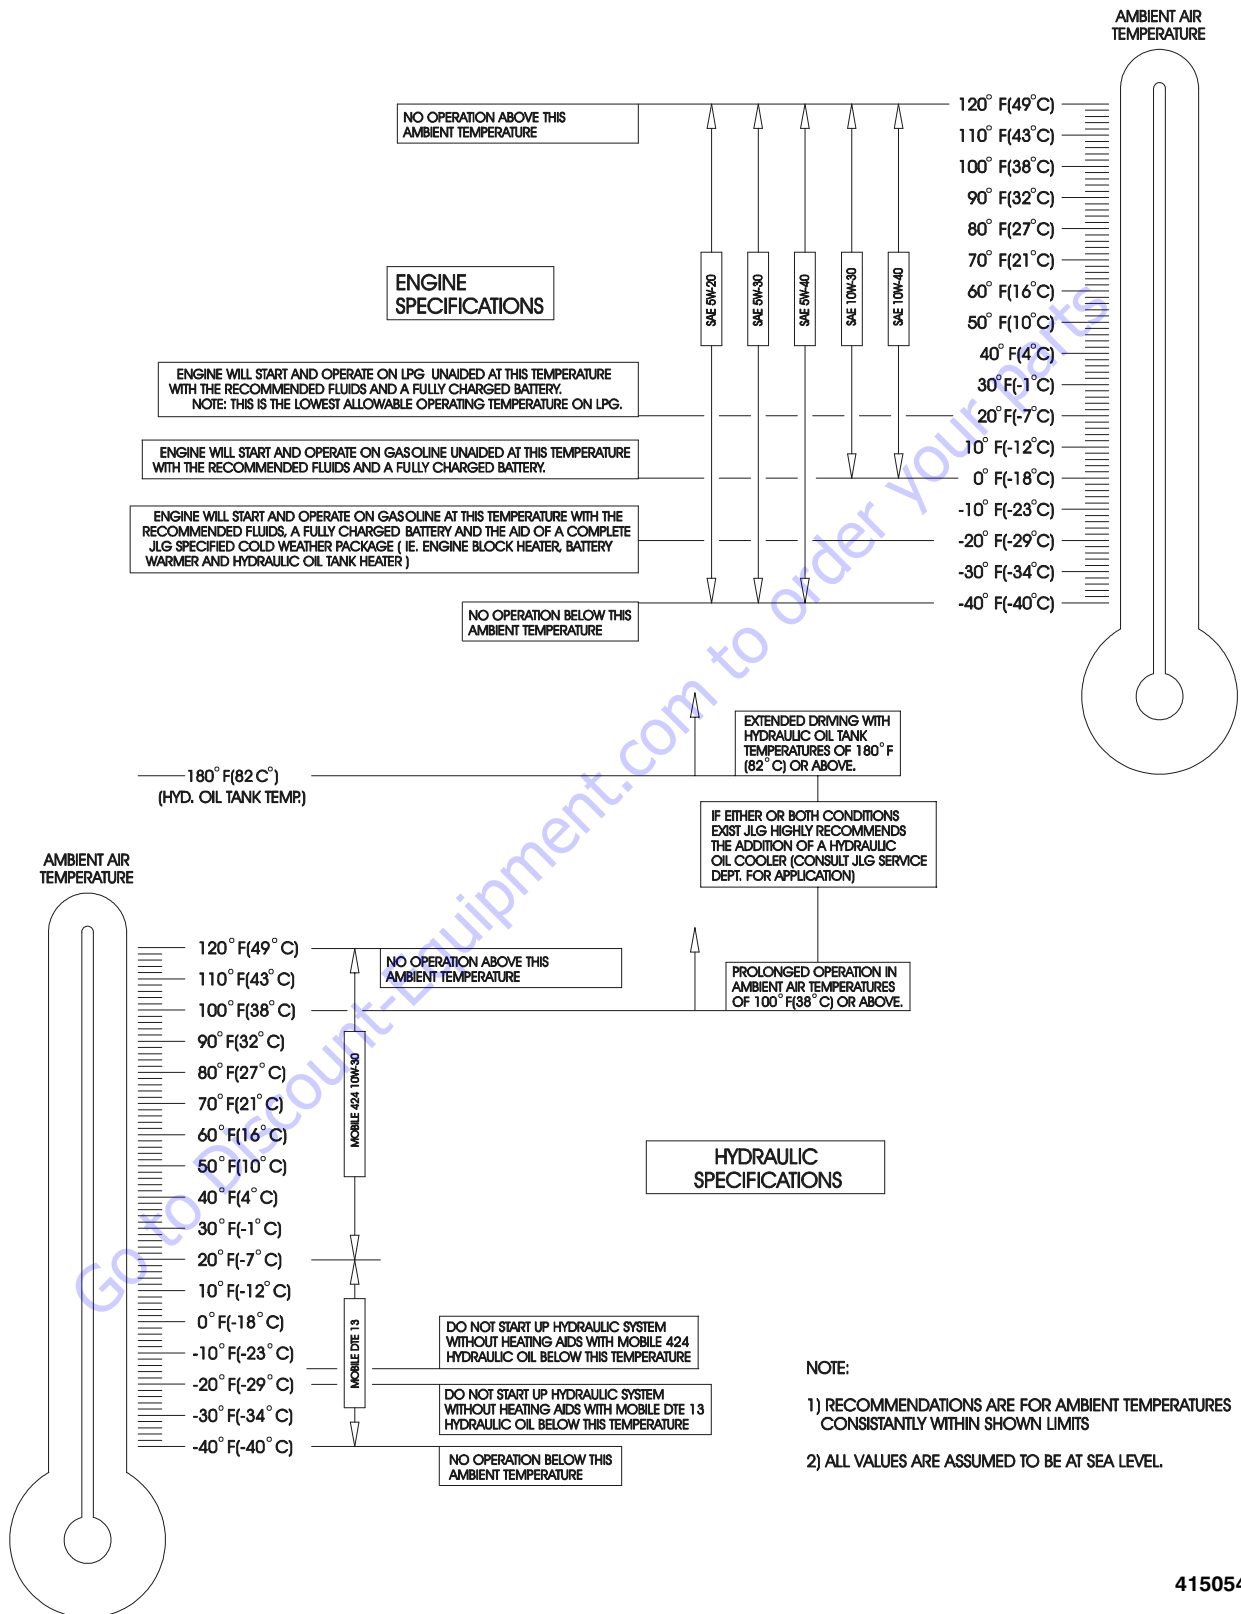 AMBIENT AIR
TEMPERATURE
NO OPERATION ABOVE THIS
AMBIENT TEMPERATURE
120° F(49°C)
110° F(43°C)
100° F(38°C)
90° F(32°C)
80° F(27°C)
70° F(21°C)
60° F(16°C)
50° F(10°C)
40° F(4°C)
30°F(-1°C)
20°F(-7°C)
10° F(-12°C)
0° F(-18°C)
-10° F(-23°C)
-20° F(-29°C)
-30° F(-34°C)
-40° F(-40°C)
SAE 5W-20
SAE 5W-30
SAE 5W-40
SAE 10W-30
SAE 10W-40
ENGINE
SPECIFICATIONS
ENGINE WILL START AND OPERATE ON LPG UNAIDED AT THIS TEMPERATURE
WITH THE RECOMMENDED FLUIDS AND A FULLY CHARGED BATTERY.
NOTE: THIS IS THE LOWEST ALLOWABLE OPERATING TEMPERATURE ON LPG.
ENGINE WILL START AND OPERATE ON GASOLINE UNAIDED AT THIS TEMPERATURE
WITH THE RECOMMENDED FLUIDS AND A FULLY CHARGED BATTERY.
ENGINE WILL START AND OPERATE ON GASOLINE AT THIS TEMPERATURE WITH THE
RECOMMENDED FLUIDS, A FULLY CHARGED BATTERY AND THE AID OF A COMPLETE
JLG SPECIFIED COLD WEATHER PACKAGE ( IE. ENGINE BLOCK HEATER, BATTERY
WARMER AND HYDRAULIC OIL TANK HEATER )
NO OPERATION BELOW THIS
AMBIENT TEMPERATURE
EXTENDED DRIVING WITH
HYDRAULIC OIL TANK
TEMPERATURES OF 180°F
(82°C) OR ABOVE.
180°F(82 C°)
(HYD. OIL TANK TEMP.)
IF EITHER OR BOTH CONDITIONS
EXIST JLG HIGHLY RECOMMENDS
THE ADDITION OF A HYDRAULIC
OIL COOLER (CONSULT JLG SERVICE
DEPT. FOR APPLICATION)
AMBIENT AIR
TEMPERATURE
120°F(49°C)
110°F(43°C)
100°F(38°C)
90°F(32°C)
80°F(27°C)
70°F(21°C)
60°F(16°C)
50°F(10°C)
40°F(4°C)
30°F(-1°C)
20°F(-7°C)
10°F(-12°C)
0°F(-18°C)
-10°F(-23°C)
-20°F(-29°C)
-30°F(-34°C)
-40°F(-40°C)
NO OPERATION ABOVE THIS
AMBIENT TEMPERATURE
PROLONGED OPERATION IN
AMBIENT AIR TEMPERATURES
OF 100°F(38°C) OR ABOVE.
MOBILE 424 10W-30
HYDRAULIC
SPECIFICATIONS
MOBILE DTE 13
DO NOT START UP HYDRAULIC SYSTEM
WITHOUT HEATING AIDS WITH MOBILE 424
HYDRAULIC OIL BELOW THIS TEMPERATURE
DO NOT START UP HYDRAULIC SYSTEM
WITHOUT HEATING AIDS WITH MOBILE DTE 13
HYDRAULIC OIL BELOW THIS TEMPERATURE
NO OPERATION BELOW THIS
AMBIENT TEMPERATURE
NOTE:
1) RECOMMENDATIONS ARE FOR AMBIENT TEMPERATURES
CONSISTANTLY WITHIN SHOWN LIMITS
2) ALL VALUES ARE ASSUMED TO BE AT SEA LEVEL.
415054
Go to Discount-Equipment.com to order your parts